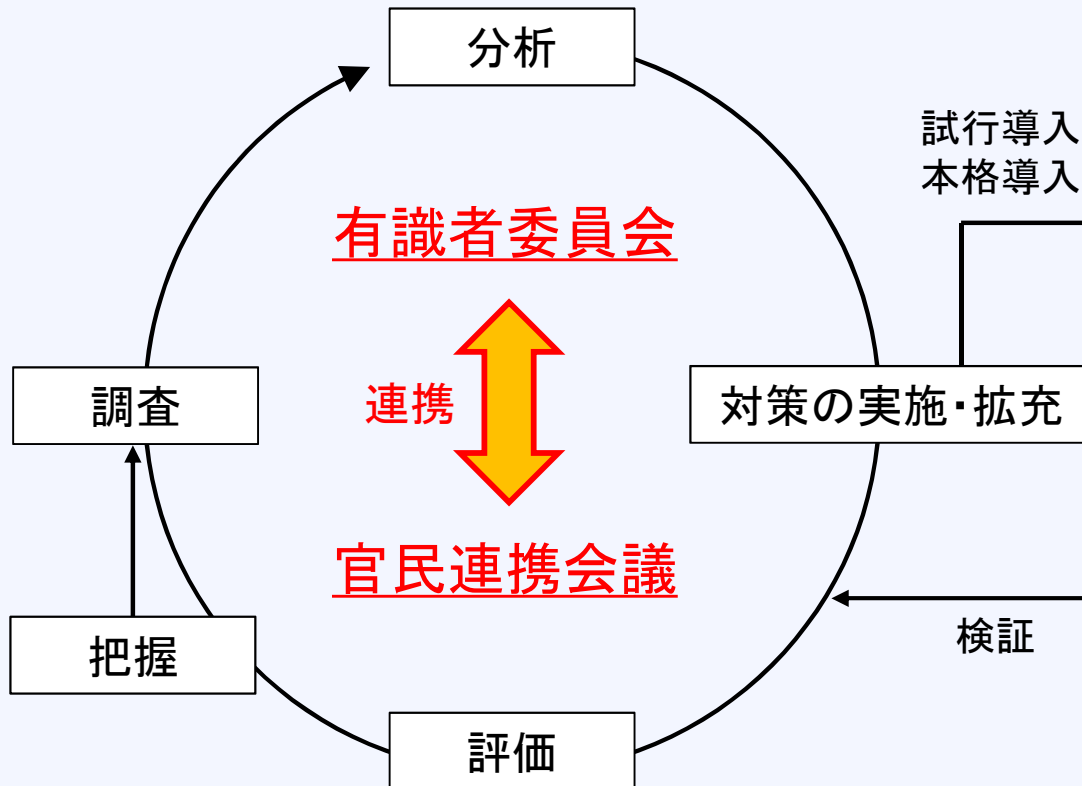 分析
試行導入
本格導入
有識者委員会
調査
連携
対策の実施・拡充
官民連携会議
把握
検証
評価